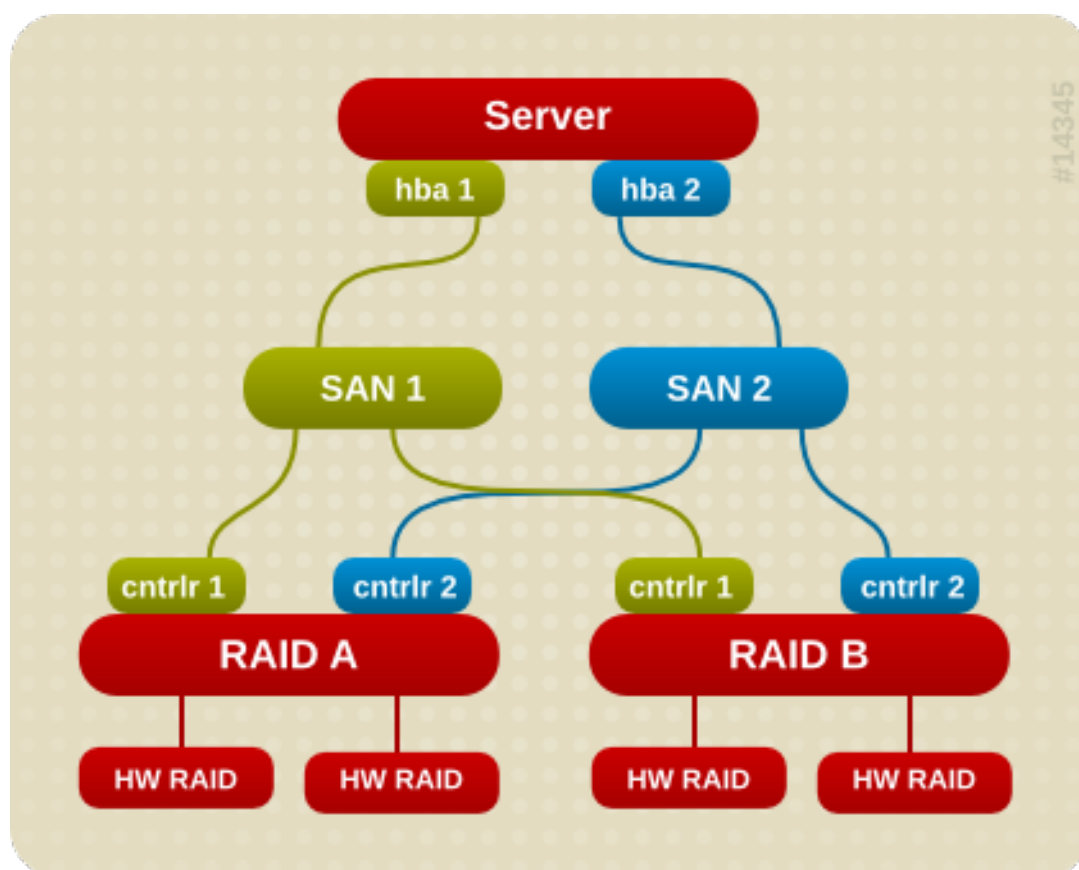 Server
#14345
hba 1
hba 2
SAN 1
SAN 2
cntrlr 1
cntrlr 2
cntrlr 1
cntrlr 2
RAID A
RAID B
HW RAID
HW RAID
HW RAID
HW RAID